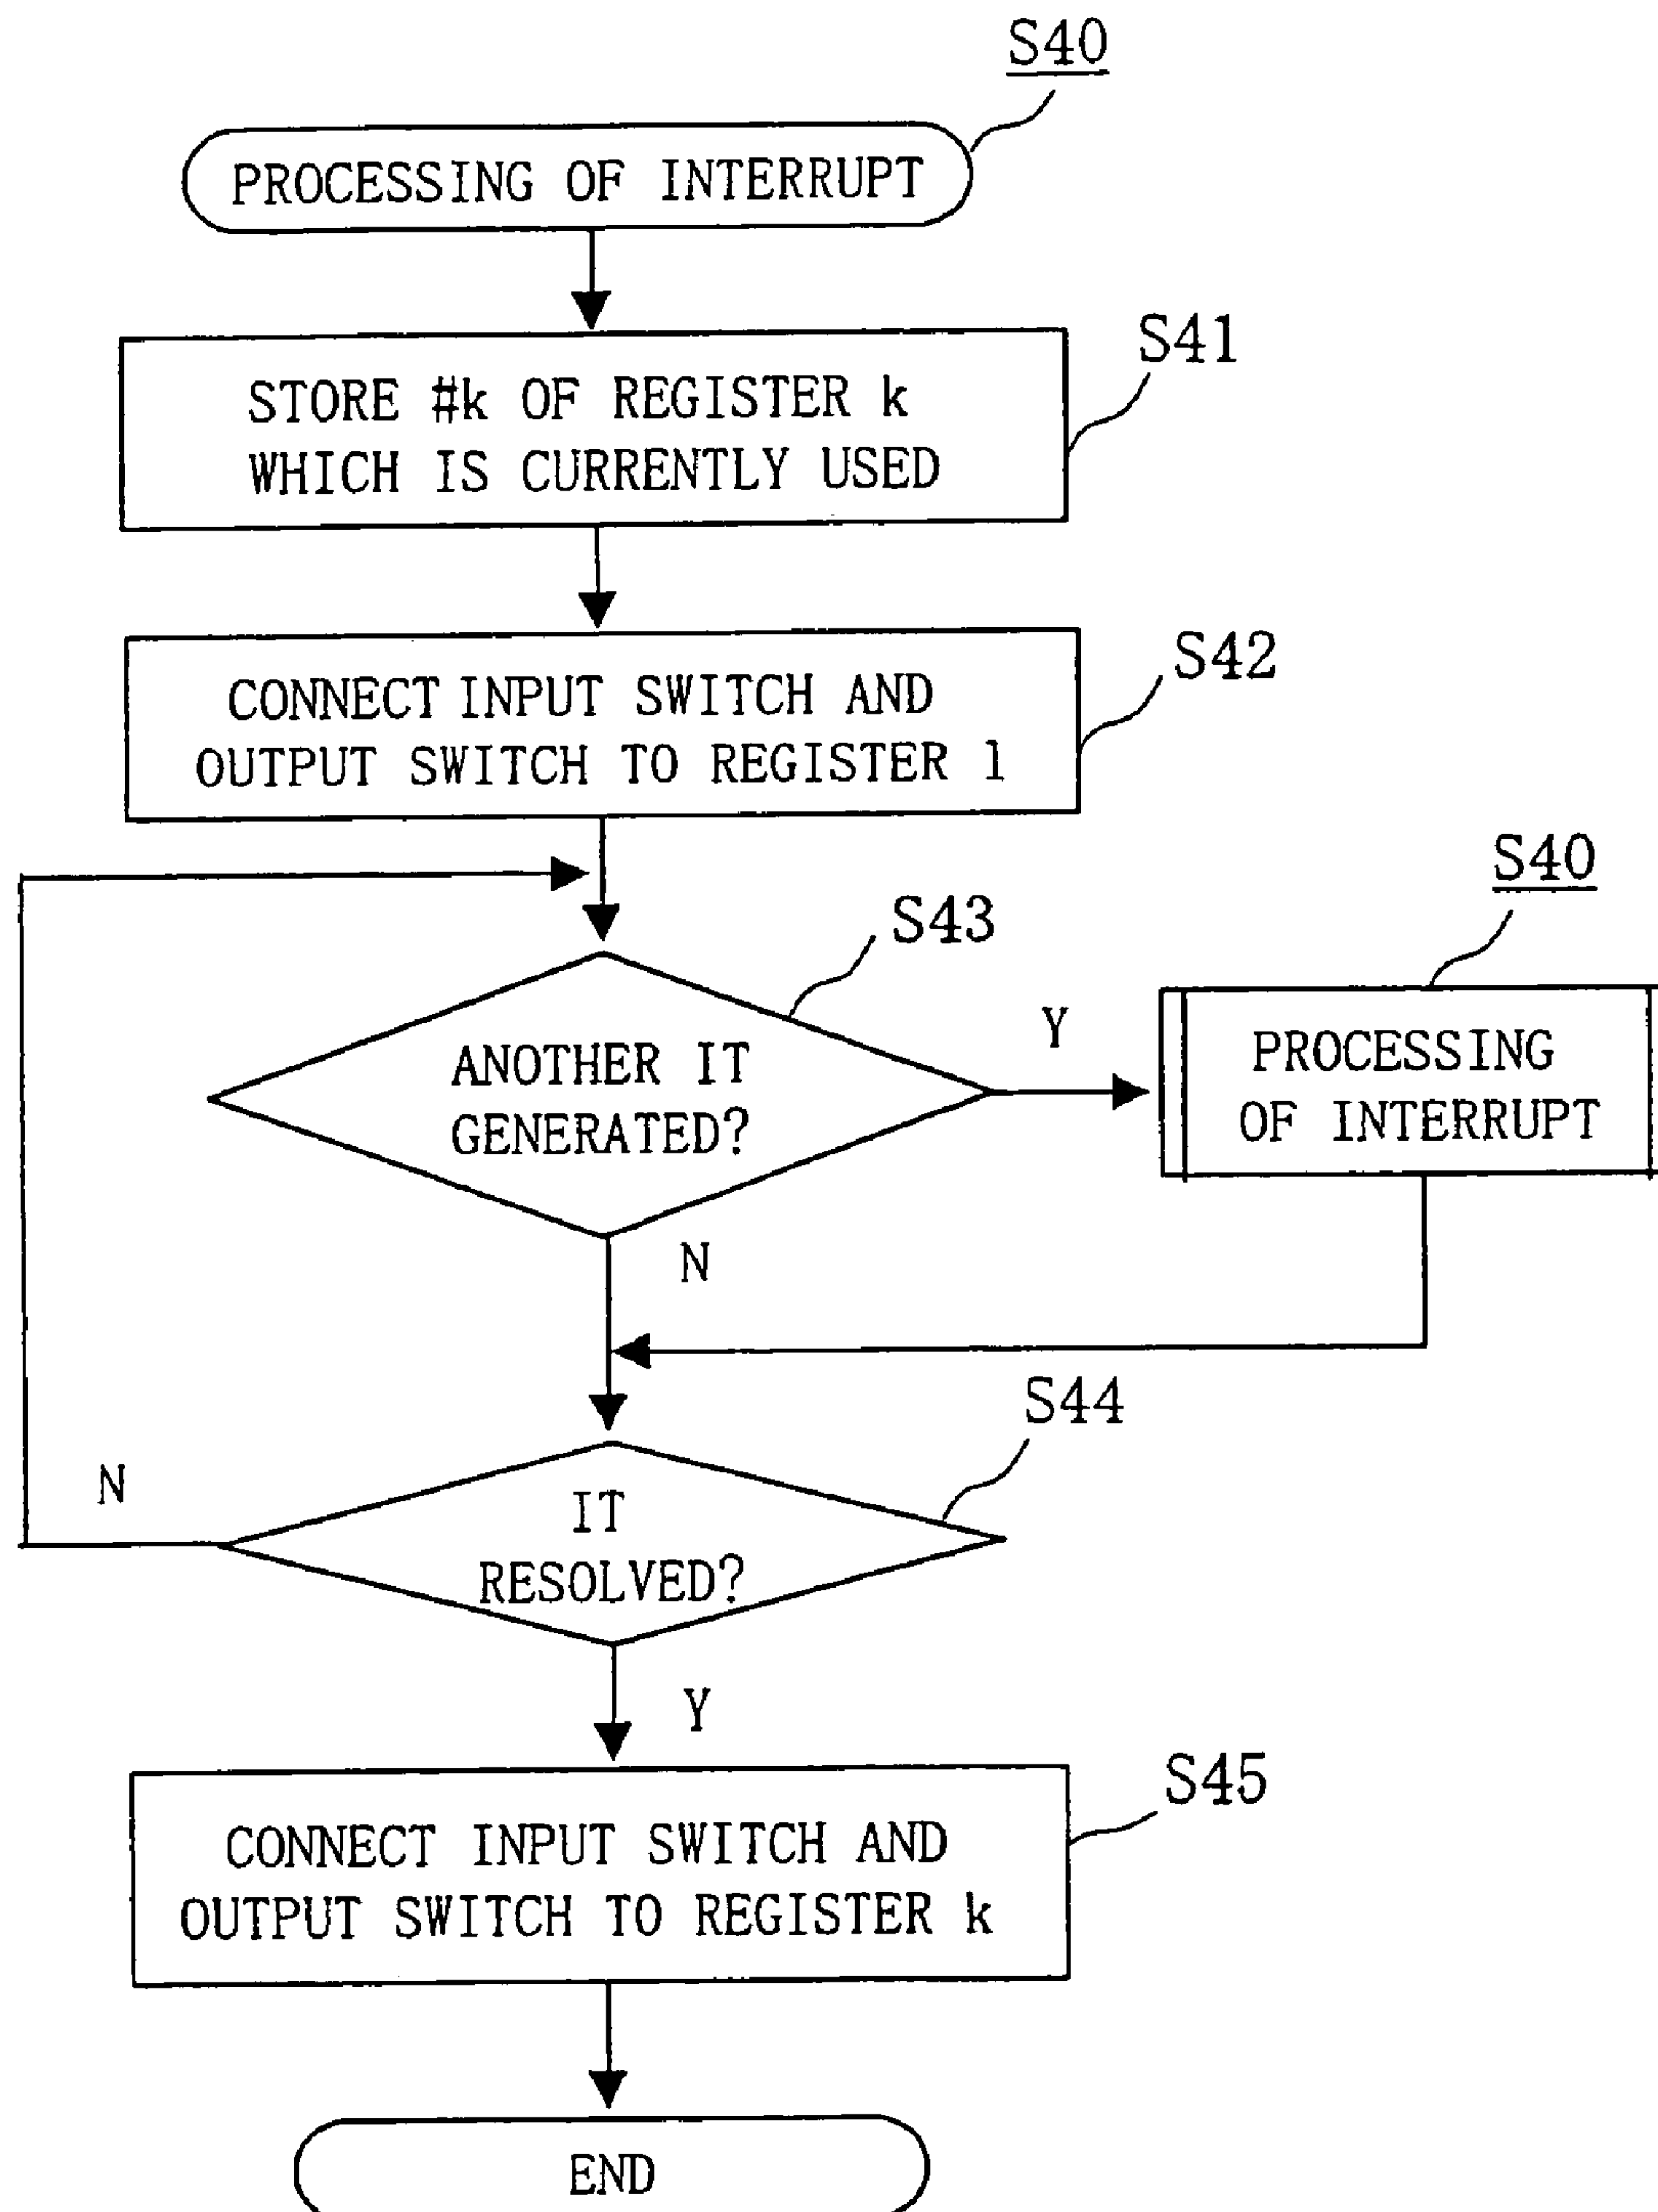 S40
PROCESSING OF INTERRUPT
S41
STORE #k OF REGISTER k
WHICH IS CURRENTLY USED
S42
CONNECT INPUT SWITCH AND
OUTPUT SWITCH TO REGISTER l
S43
ANOTHER IT
GENERATED?
Y
S40
PROCESSING
OF INTERRUPT
N
S44
IT
RESOLVED?
N
Y
S45
CONNECT INPUT SWITCH AND
OUTPUT SWITCH TO REGISTER k
END